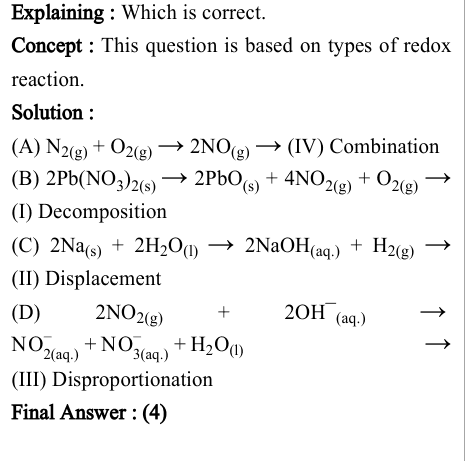 Explaining : Which is correct.
Concept : This question is based on types of redox
reaction.
Solution :
(A) N₂(g) + O₂(g) → 2NO(g) → (IV) Combination
(B) 2Pb(NO₃)₂(s) → 2PbO(s) + 4NO₂(g) + O₂(g) →
(I) Decomposition
(C) 2Na(s) + 2H₂O(l) → 2NaOH(aq.) + H₂(g) →
(II) Displacement
(D) 2NO₂(g) + 2OH⁻(aq.) →
NO₂⁻(aq.) + NO₃⁻(aq.) + H₂O(l) →
(III) Disproportionation
Final Answer : (4)